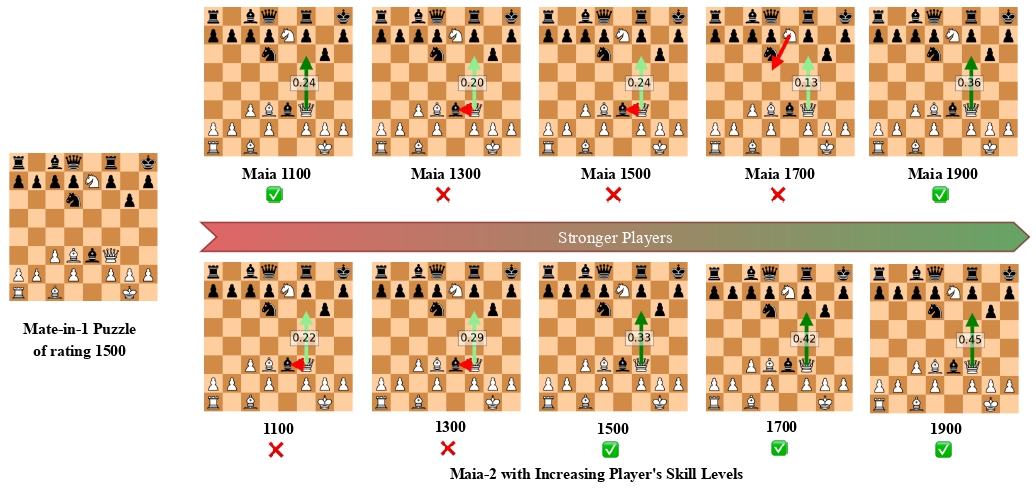 0.24
0.20
0.24
0.13
0.36
Maia 1100
Maia 1300
Maia 1500
Maia 1700
Maia 1900
Stronger Players
Mate-in-1 Puzzle
of rating 1500
0.22
0.29
0.33
0.42
0.45
1100
1300
1500
1700
1900
Maia-2 with Increasing Player's Skill Levels